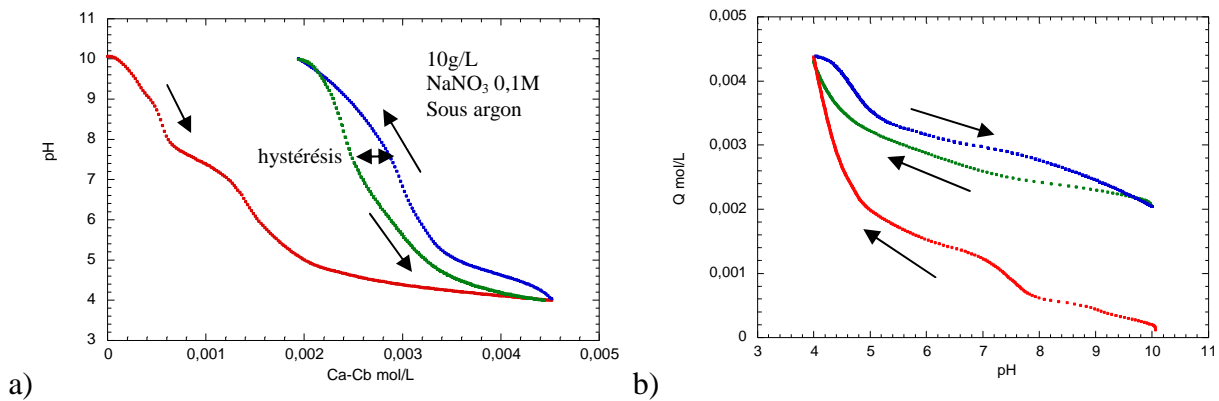 11
10
9
8
7
6
5
4
3
pH
10g/L
NaNO₃ 0,1M
Sous argon
hystérésis
0 0,001 0,002 0,003 0,004 0,005
Ca-Cb mol/L
a)
0,005
0,004
0,003
0,002
0,001
0
Q mol/L
3 4 5 6 7 8 9 10 11
pH
b)